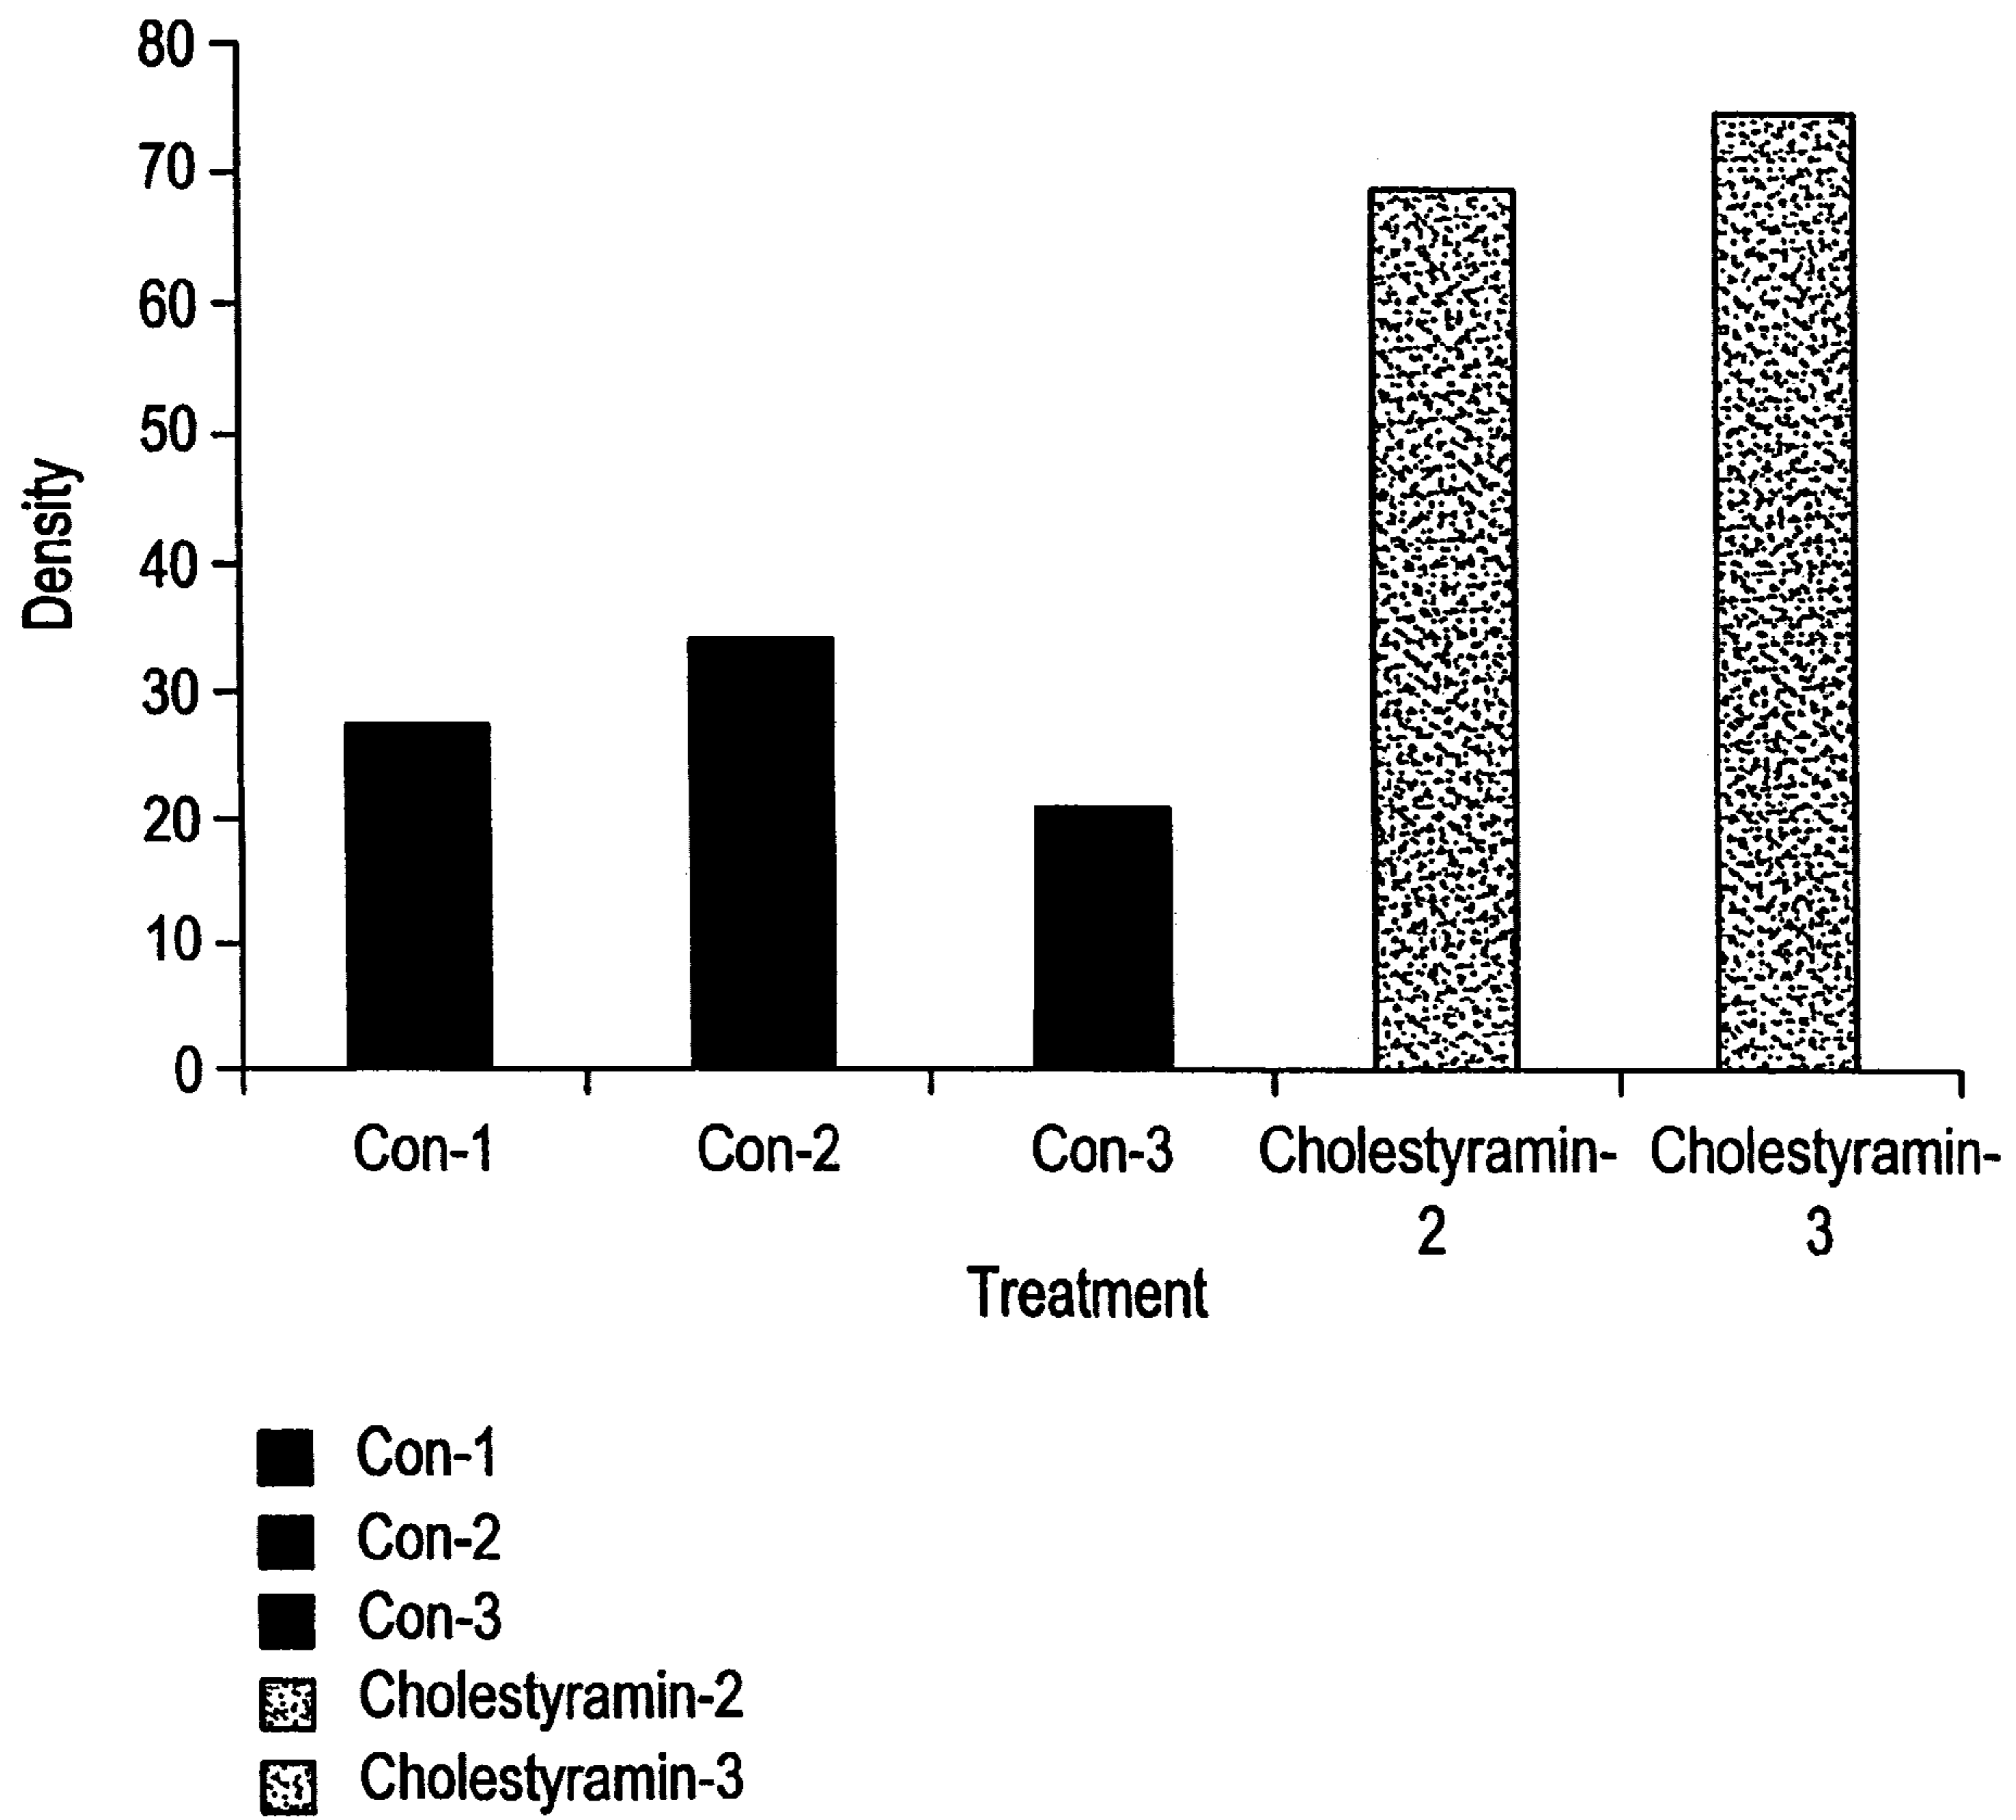 80
70
60
50
40
30
20
10
0
Density
Con-1 Con-2 Con-3 Cholestyramin- Cholestyramin-
2 3
Treatment
Con-1
Con-2
Con-3
Cholestyramin-2
Cholestyramin-3